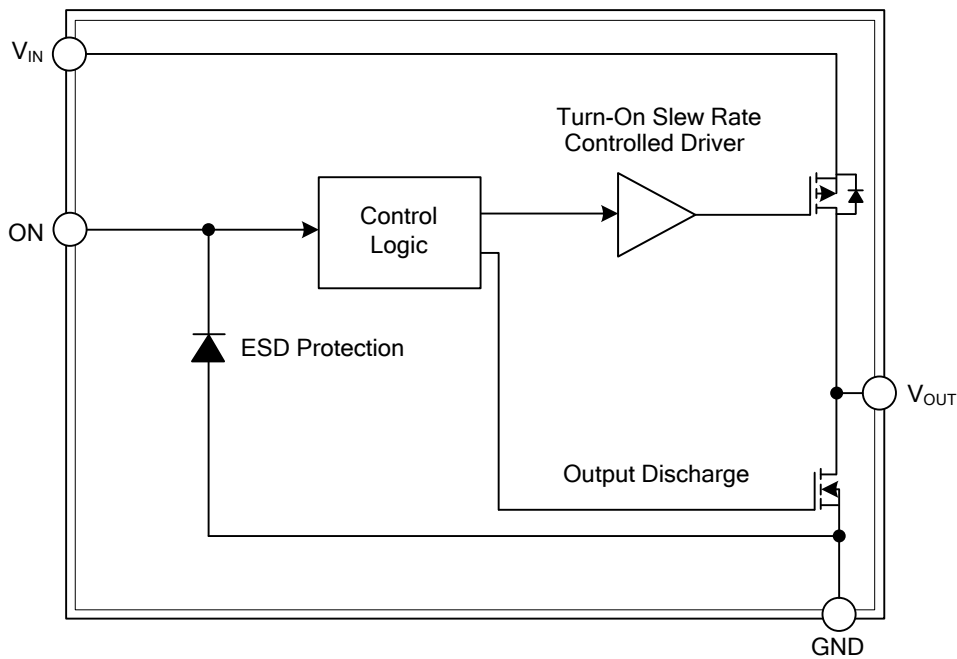 V_IN
Turn-On Slew Rate
Controlled Driver
ON
Control
Logic
ESD Protection
V_OUT
Output Discharge
GND